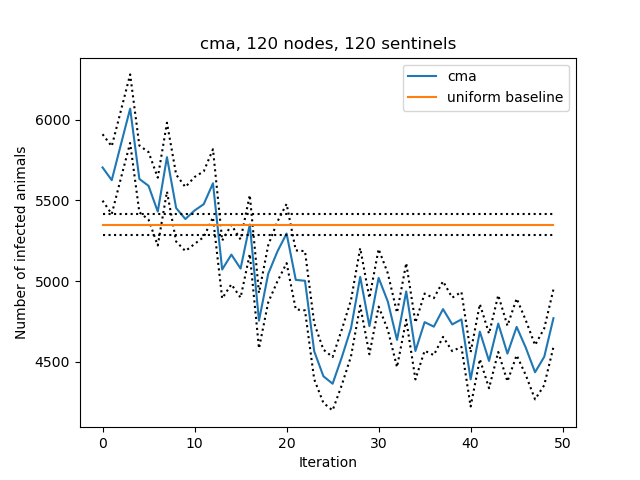 cma, 120 nodes, 120 sentinels
cma
uniform baseline
Number of infected animals
6000
5500
5000
4500
0 10 20 30 40 50
Iteration